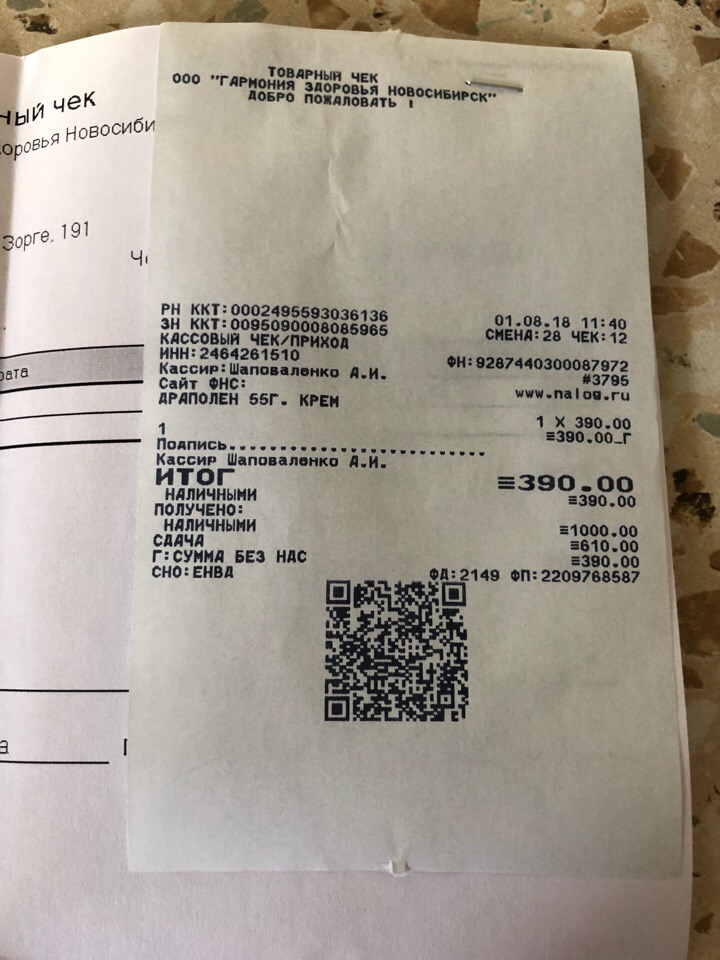 ный чек
оровья Новосиби
Зорге, 191
рата
ТОВАРНЫЙ ЧЕК
ООО "ГАРМОНИЯ ЗДОРОВЬЯ НОВОСИБИРСК"
ДОБРО ПОЖАЛОВАТЬ !
РН ККТ:0002495593036136 01.08.18 11:40
ЗН ККТ:0095090008085965 СМЕНА:28 ЧЕК:12
КАССОВЫЙ ЧЕК/ПРИХОД
ИНН:2464261510 ФН:9287440300087972
Кассир:Шаповаленко А.И. #3795
Сайт ФНС: www.nalog.ru
ДРАПОЛЕН 55Г. КРЕМ
1 X 390.00
1 ≡390.00_Г
Подпись..............................
Кассир Шаповаленко А.И.
ИТОГ ≡390.00
НАЛИЧНЫМИ ≡390.00
ПОЛУЧЕНО:
НАЛИЧНЫМИ ≡1000.00
СДАЧА ≡610.00
Г:СУММА БЕЗ НДС ≡390.00
СНО:ЕНВД ФД:2149 ФП:2209768587